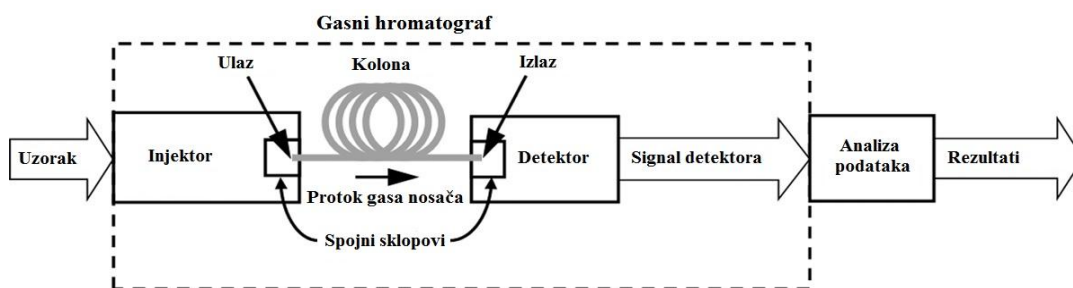 Gasni hromatograf
Ulaz
Kolona
Izlaz
Uzorak
Injektor
Detektor
Signal detektora
Analiza
podataka
Rezultati
Protok gasa nosača
Spojni sklopovi